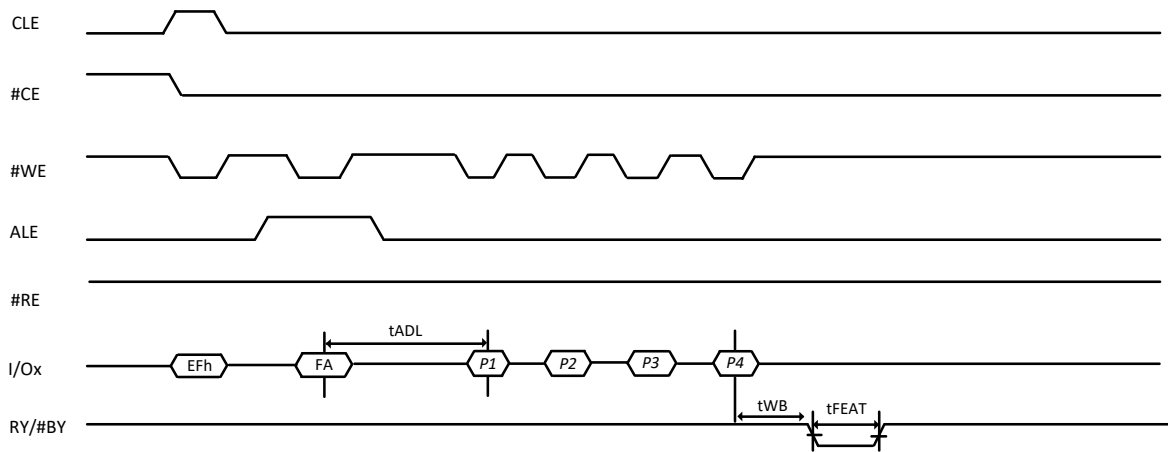 CLE
#CE
#WE
ALE
#RE
tADL
I/Ox EFh FA P1 P2 P3 P4
tWB tFEAT
RY/#BY